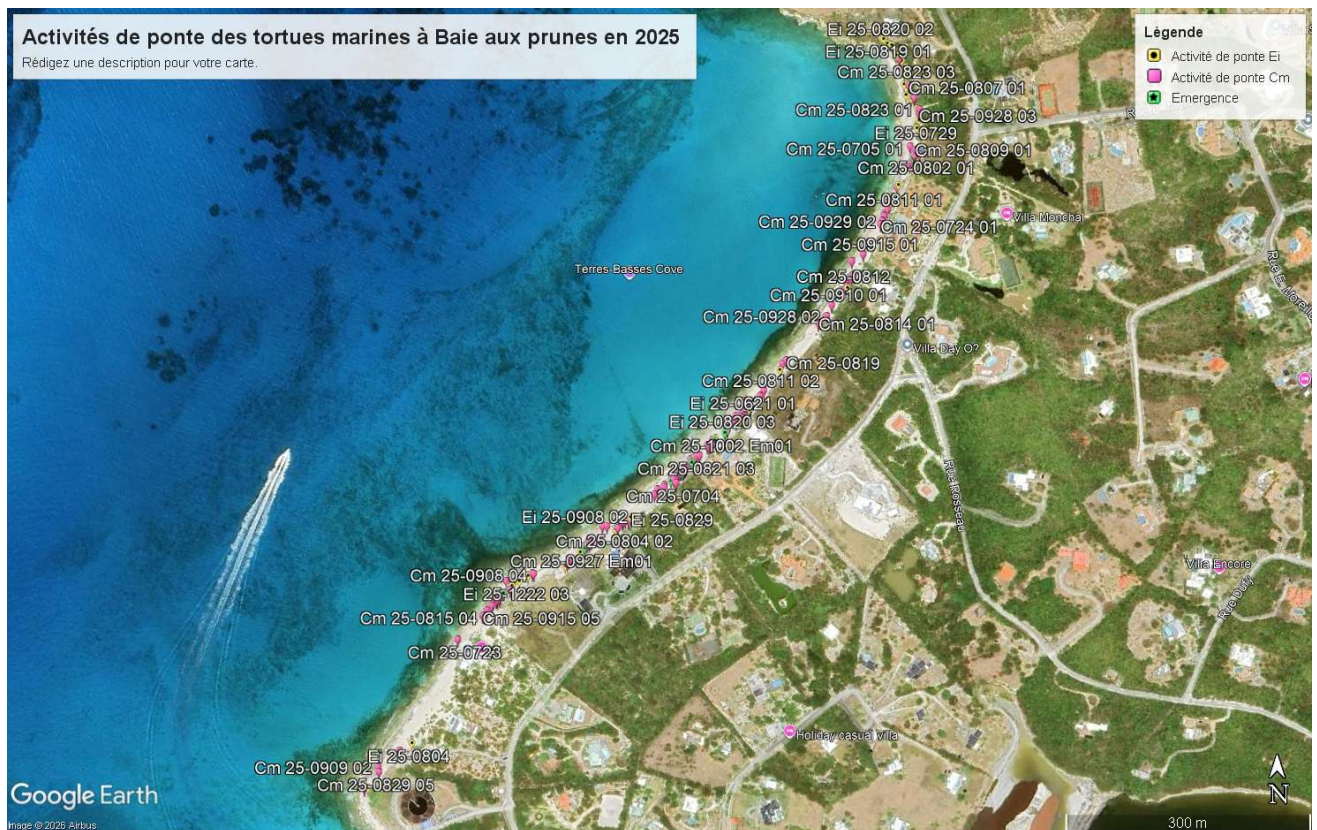 Activités de ponte des tortues marines à Baie aux prunes en 2025
Rédigez une description pour votre carte.
Légende
Activité de ponte Ei
Activité de ponte Cm
Emergence
Ei 25-0820 02
Ei 25-0819 01
Cm 25-0823 03
Cm 25-0807 01
Cm 25-0823 01
Cm 25-0928 03
Ei 25-0729
Cm 25-0705 01
Cm 25-0809 01
Cm 25-0802 01
Cm 25-0811 01
Villa Monchai
Cm 25-0929 02
Cm 25-0724 01
Cm 25-0915 01
Terres Basses Cove
Cm 25-0812
Cm 25-0910 01
Cm 25-0928 02
Cm 25-0814 01
Villa Day O?
Cm 25-0819
Cm 25-0811 02
Ei 25-0621 01
Ei 25-0820 03
Cm 25-1002 Em01
Cm 25-0821 03
Cm 25-0704
Rue Rosseau
Ei 25-0908 02
Ei 25-0829
Cm 25-0804 02
Cm 25-0927 Em01
Villa Encore
Cm 25-0908 04
Ei 25-1222 03
Rue Dufy
Cm 25-0815 04
Cm 25-0915 05
Cm 25-0723
Holiday casual villa
Ei 25-0804
Cm 25-0909 02
Cm 25-0829 05
Google Earth
Image © 2026 Airbus
N
300 m